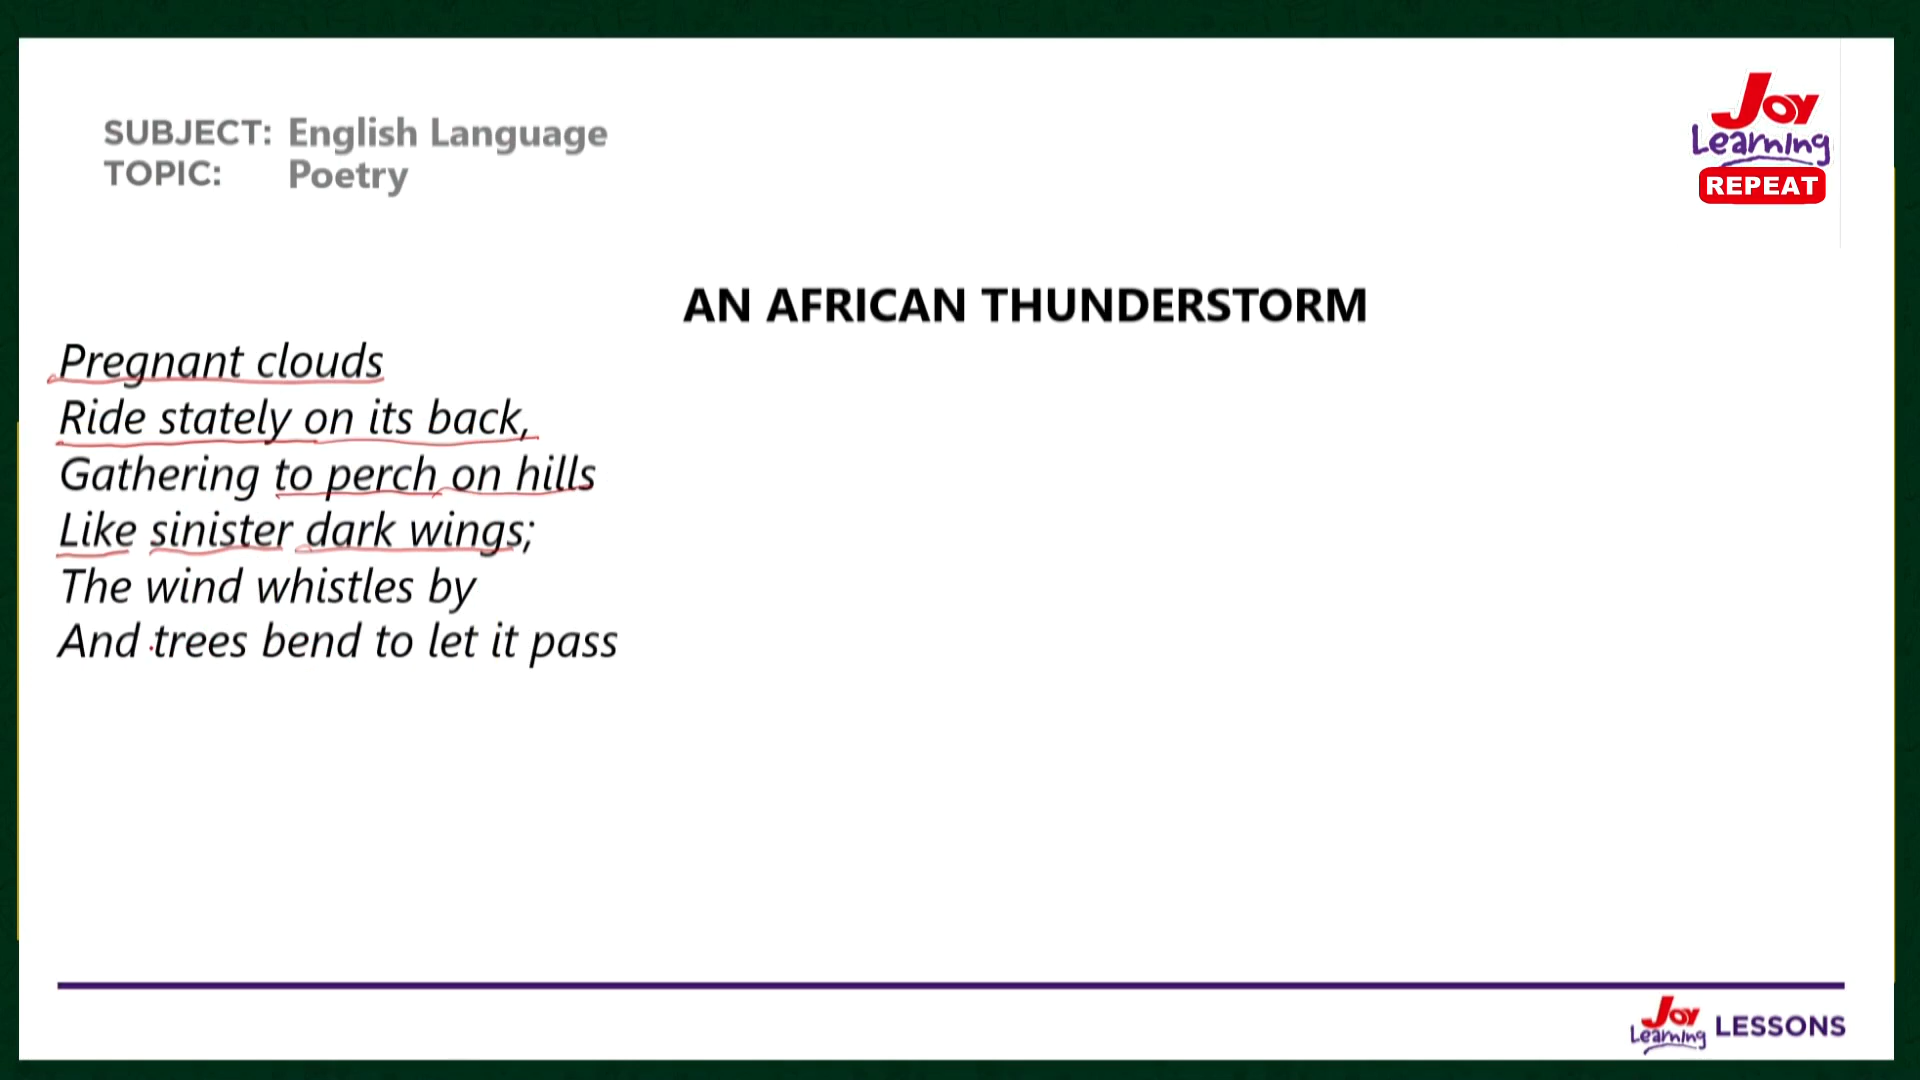 SUBJECT: English Language
TOPIC: Poetry
Joy
Learning
REPEAT
AN AFRICAN THUNDERSTORM
Pregnant clouds
Ride stately on its back,
Gathering to perch on hills
Like sinister dark wings;
The wind whistles by
And trees bend to let it pass
Joy
Learning LESSONS